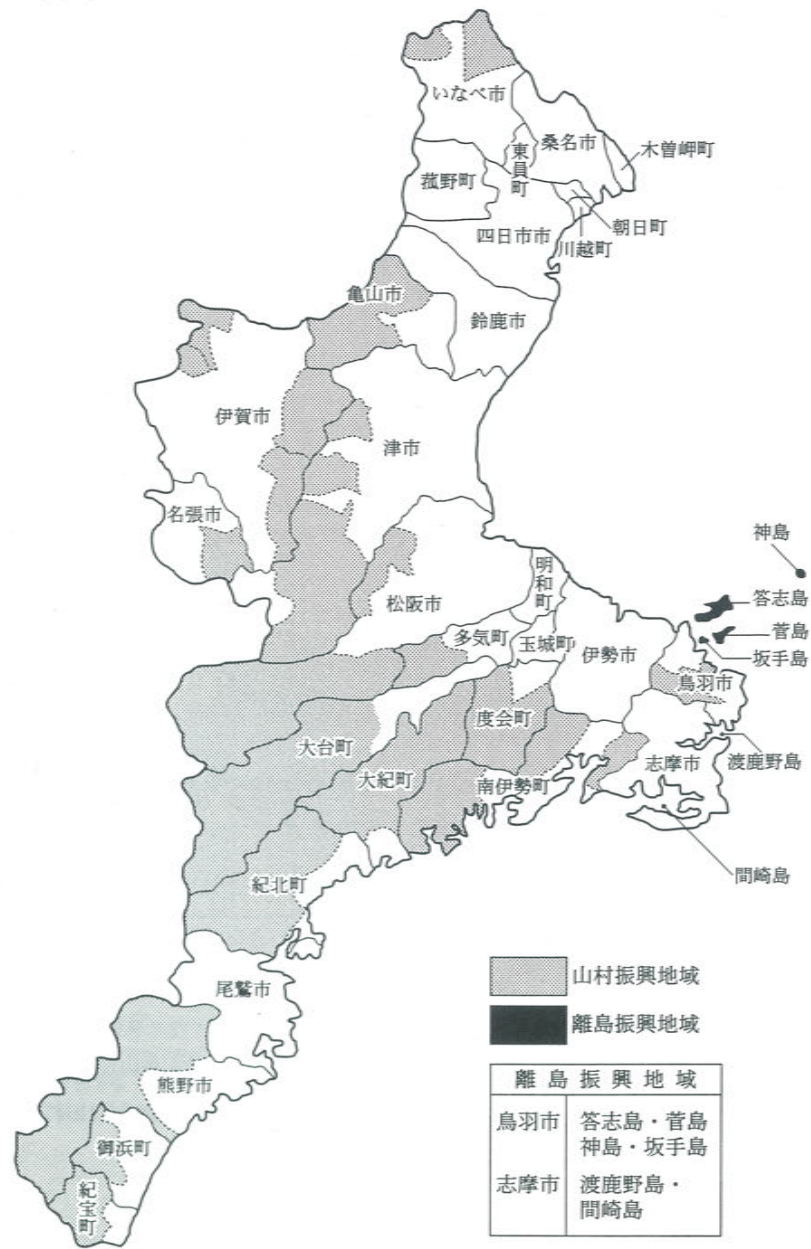 いなべ市
桑名市
木曽岬町
東員町
菰野町
朝日町
四日市市
川越町
亀山市
鈴鹿市
伊賀市
津市
名張市
神島
明和町
答志島
松阪市
菅島
多気町
玉城町
伊勢市
坂手島
鳥羽市
度会町
大台町
志摩市
渡鹿野島
大紀町
南伊勢町
間崎島
紀北町
山村振興地域
尾鷲市
離島振興地域
離島振興地域
熊野市
鳥羽市
答志島・菅島
神島・坂手島
御浜町
志摩市
渡鹿野島・
間崎島
紀宝町